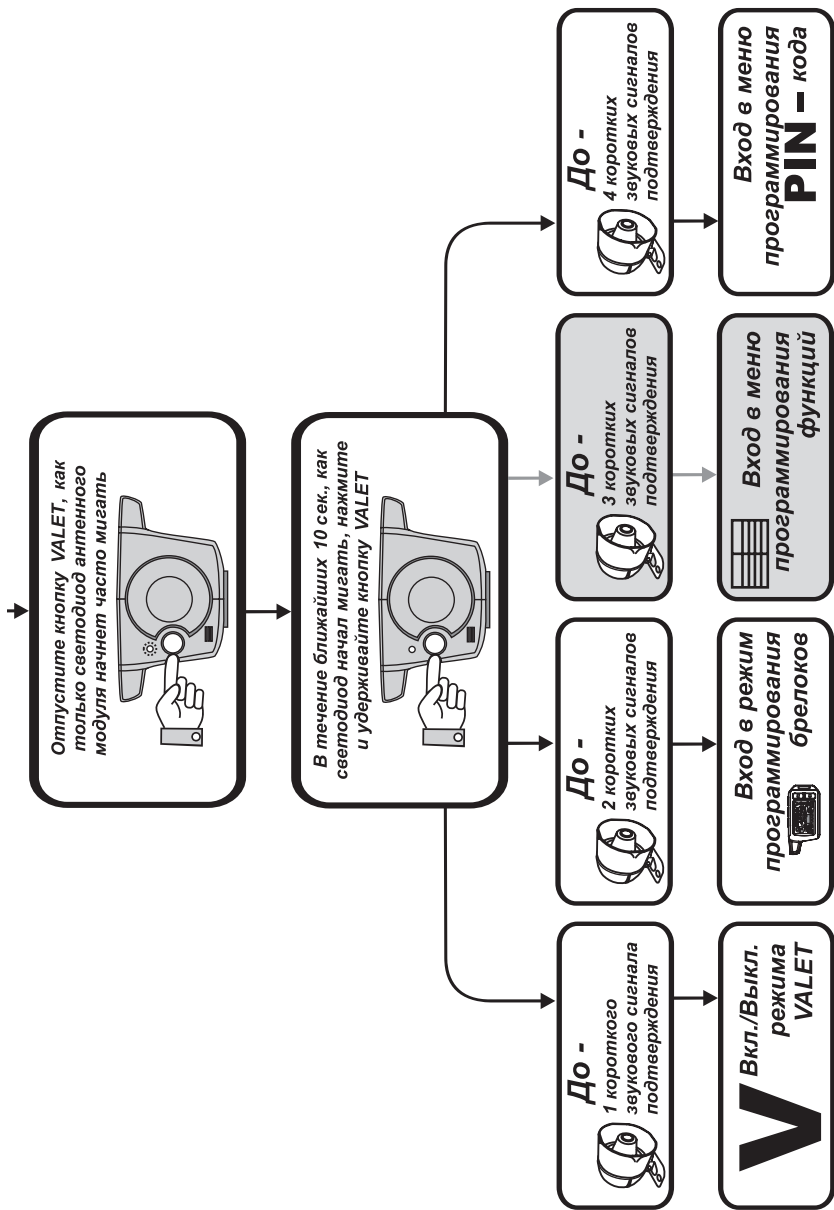 Отпустите кнопку VALET, как
только светодиод антенного
модуля начнет часто мигать
В течение ближайших 10 сек., как
светодиод начал мигать, нажмите
и удерживайте кнопку VALET
До -
1 короткого
звукового сигнала
подтверждения
До -
2 коротких
звуковых сигналов
подтверждения
До -
3 коротких
звуковых сигналов
подтверждения
До -
4 коротких
звуковых сигналов
подтверждения
V Вкл./Выкл.
режима
VALET
Вход в режим
программирования
брелоков
Вход в меню
программирования
функций
Вход в меню
программирования
PIN – кода